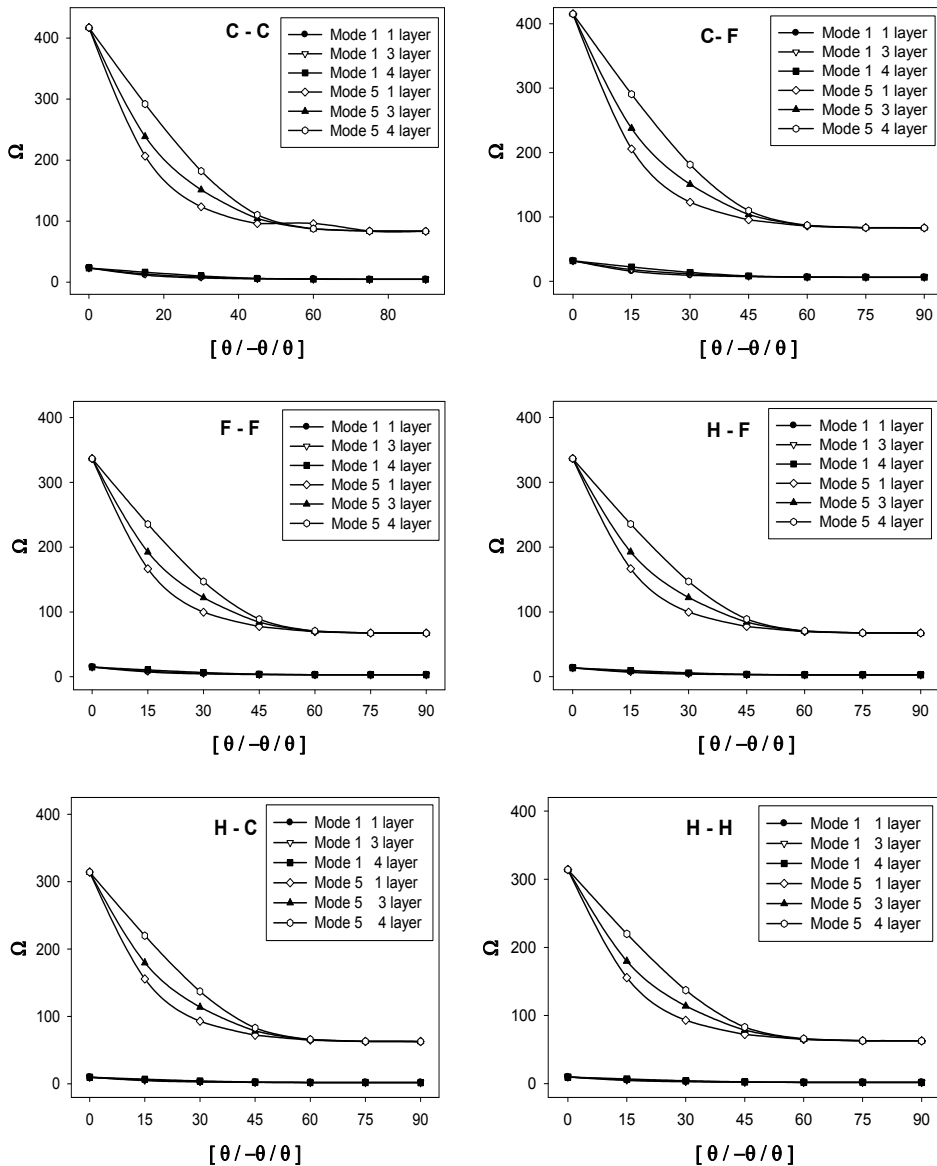 C - C
Mode 1 1 layer
Mode 1 3 layer
Mode 1 4 layer
Mode 5 1 layer
Mode 5 3 layer
Mode 5 4 layer
400
300
200
100
0
Ω
0 20 40 60 80
[ θ / −θ / θ ]
C- F
Mode 1 1 layer
Mode 1 3 layer
Mode 1 4 layer
Mode 5 1 layer
Mode 5 3 layer
Mode 5 4 layer
400
300
200
100
0
Ω
0 15 30 45 60 75 90
[ θ / −θ / θ ]
F - F
Mode 1 1 layer
Mode 1 3 layer
Mode 1 4 layer
Mode 5 1 layer
Mode 5 3 layer
Mode 5 4 layer
400
300
200
100
0
Ω
0 15 30 45 60 75 90
[ θ / −θ / θ ]
H - F
Mode 1 1 layer
Mode 1 3 layer
Mode 1 4 layer
Mode 5 1 layer
Mode 5 3 layer
Mode 5 4 layer
400
300
200
100
0
Ω
0 15 30 45 60 75 90
[ θ / −θ / θ ]
H - C
Mode 1 1 layer
Mode 1 3 layer
Mode 1 4 layer
Mode 5 1 layer
Mode 5 3 layer
Mode 5 4 layer
400
300
200
100
0
Ω
0 15 30 45 60 75 90
[ θ / −θ / θ ]
H - H
Mode 1 1 layer
Mode 1 3 layer
Mode 1 4 layer
Mode 5 1 layer
Mode 5 3 layer
Mode 5 4 layer
400
300
200
100
0
Ω
0 15 30 45 60 75 90
[ θ / −θ / θ ]